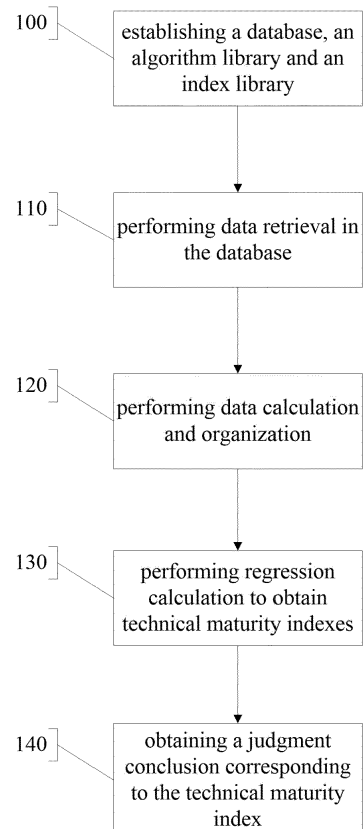 100
establishing a database, an
algorithm library and an
index library
110
performing data retrieval in
the database
120
performing data calculation
and organization
130
performing regression
calculation to obtain
technical maturity indexes
140
obtaining a judgment
conclusion corresponding
to the technical maturity
index